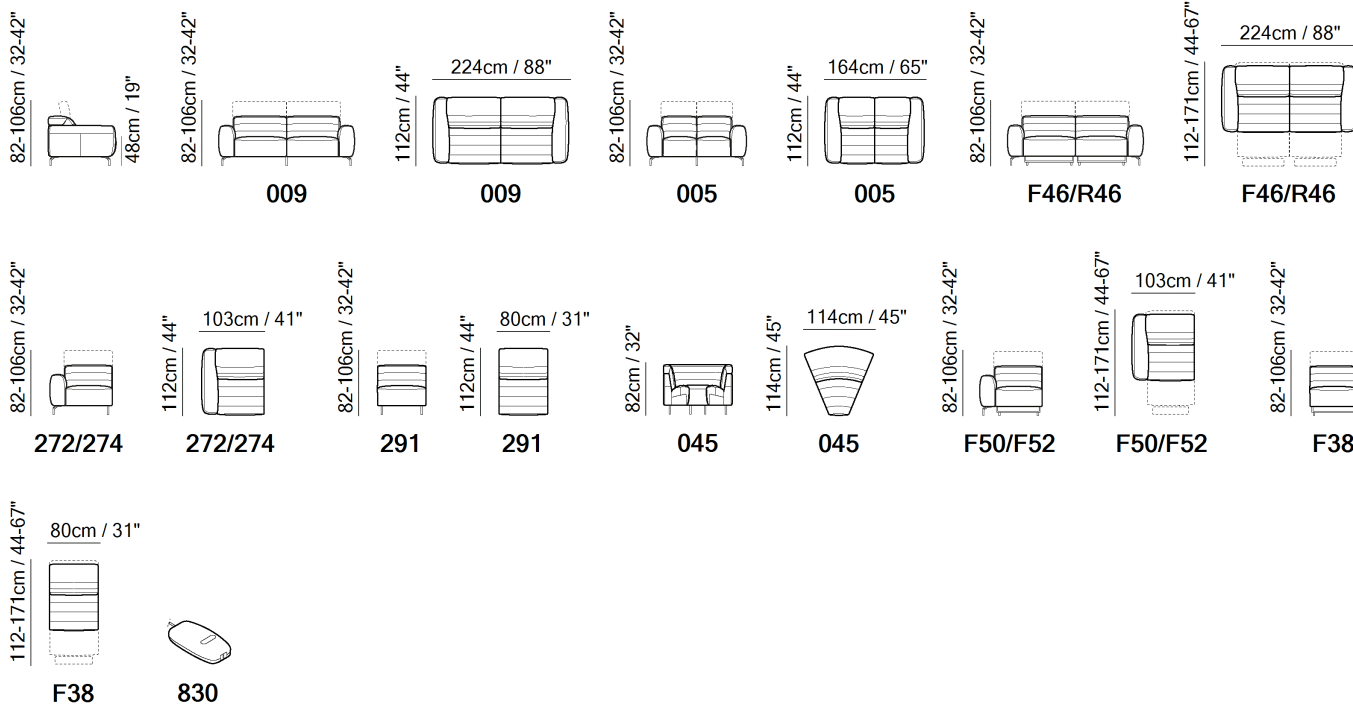 82-106cm / 32-42"
48cm / 19"
82-106cm / 32-42"
009
112cm / 44"
224cm / 88"
009
82-106cm / 32-42"
005
112cm / 44"
164cm / 65"
005
82-106cm / 32-42"
F46/R46
112-171cm / 44-67"
224cm / 88"
F46/R46
82-106cm / 32-42"
272/274
112cm / 44"
103cm / 41"
272/274
82-106cm / 32-42"
291
112cm / 44"
80cm / 31"
291
82cm / 32"
045
114cm / 45"
114cm / 45"
045
82-106cm / 32-42"
F50/F52
112-171cm / 44-67"
103cm / 41"
F50/F52
82-106cm / 32-42"
F38
112-171cm / 44-67"
80cm / 31"
F38
830